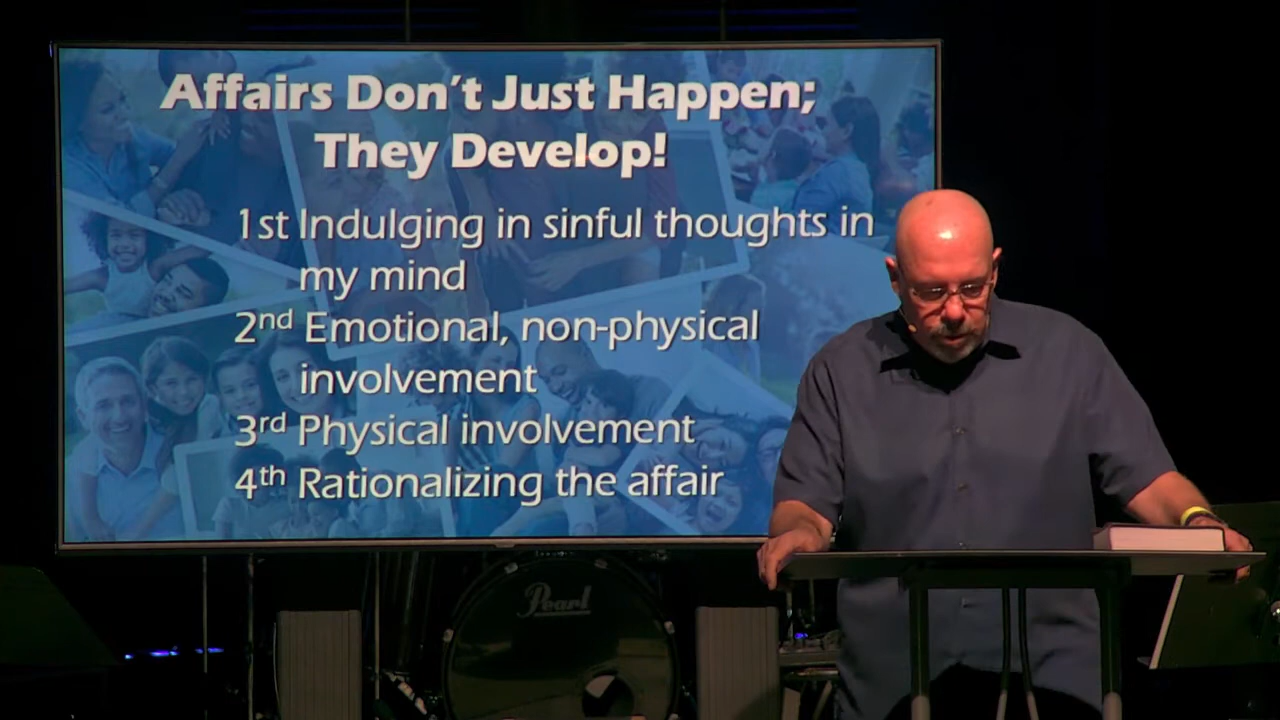 Affairs Don't Just Happen;
They Develop!
1st Indulging in sinful thoughts in
my mind
2nd Emotional, non-physical
involvement
3rd Physical involvement
4th Rationalizing the affair
Pearl